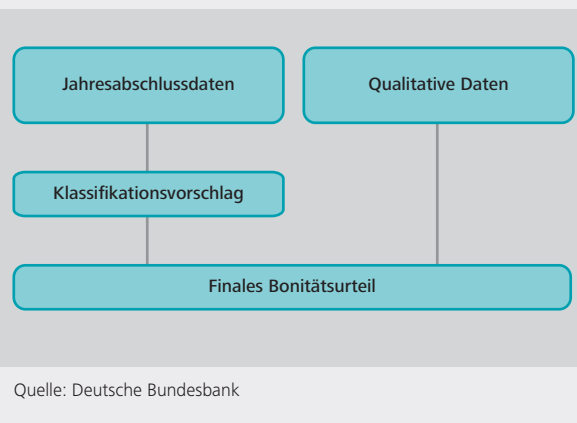 Jahresabschlussdaten
Qualitative Daten
Klassifikationsvorschlag
Finales Bonitätsurteil
Quelle: Deutsche Bundesbank